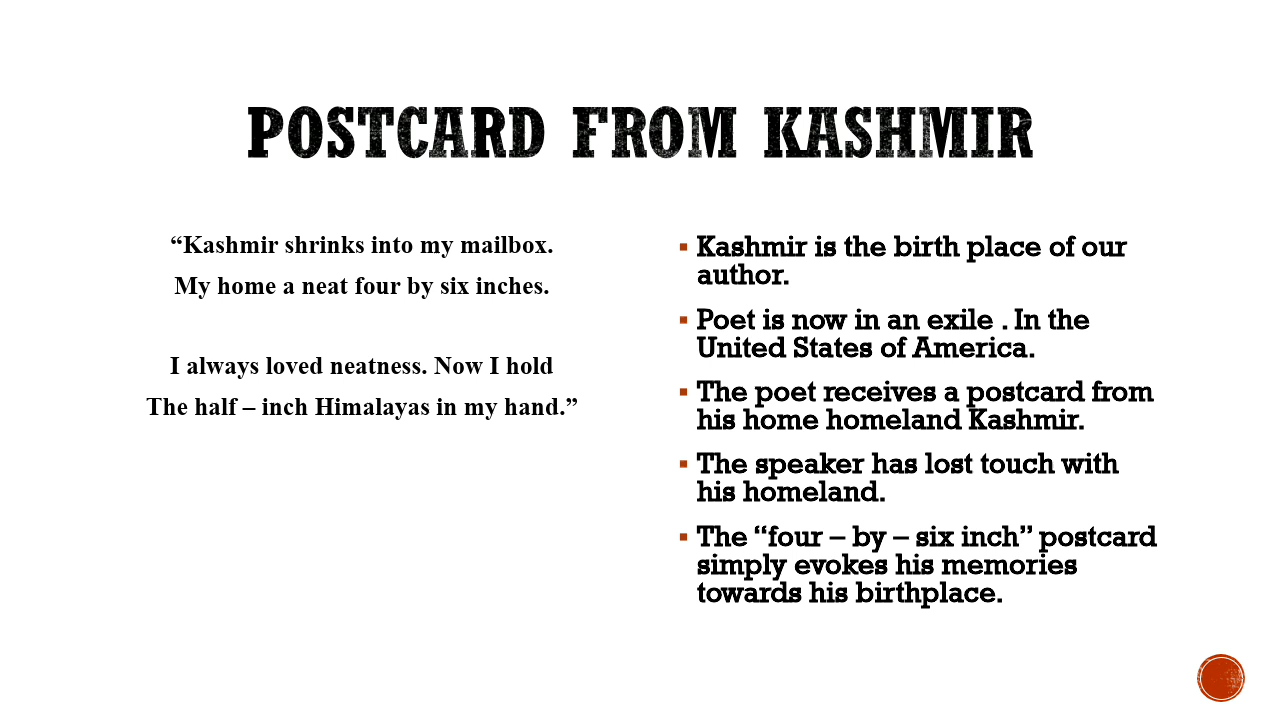 POSTCARD FROM KASHMIR
“Kashmir shrinks into my mailbox.
My home a neat four by six inches.
I always loved neatness. Now I hold
The half – inch Himalayas in my hand.”
Kashmir is the birth place of our
author.
Poet is now in an exile . In the
United States of America.
The poet receives a postcard from
his home homeland Kashmir.
The speaker has lost touch with
his homeland.
The “four – by – six inch” postcard
simply evokes his memories
towards his birthplace.